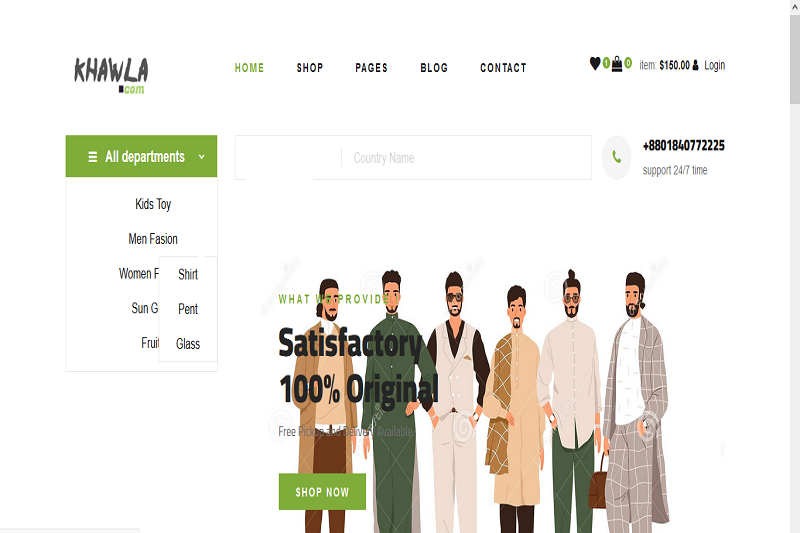 KHAWLA
.com
HOME SHOP PAGES BLOG CONTACT
1 0 item: $150.00 Login
All departments
Country Name
+8801840772225
support 24/7 time
Kids Toy
Men Fasion
Women F
Shirt
Sun G
Pent
Fruit
Glass
WHAT WE PROVIDE?
Satisfactory
100% Original
Free Pickup and Delivery Available
SHOP NOW